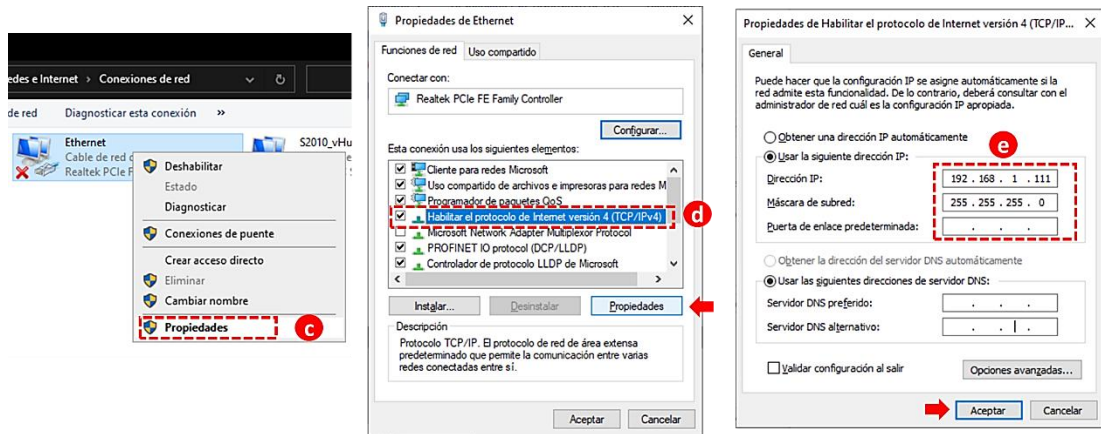 edes e Internet > Conexiones de red
de red Diagnosticar esta conexión »
Ethernet
Cable de red
Realtek PCIe F
S2010_vHu
Deshabilitar
Estado
Diagnosticar
Conexiones de puente
Crear acceso directo
Eliminar
Cambiar nombre
Propiedades
c
Propiedades de Ethernet
Funciones de red Uso compartido
Conectar con:
Realtek PCIe FE Family Controller
Configurar...
Esta conexión usa los siguientes elementos:
Cliente para redes Microsoft
Uso compartido de archivos e impresoras para redes M
Programador de paquetes QoS
Habilitar el protocolo de Internet versión 4 (TCP/IPv4)
d
Microsoft Network Adapter Multiplexor Protocol
PROFINET IO protocol (DCP/LLDP)
Controlador de protocolo LLDP de Microsoft
Instalar... Desinstalar Propiedades
Descripción
Protocolo TCP/IP. El protocolo de red de área extensa
predeterminado que permite la comunicación entre varias
redes conectadas entre sí.
Aceptar Cancelar
Propiedades de Habilitar el protocolo de Internet versión 4 (TCP/IP...
General
Puede hacer que la configuración IP se asigne automáticamente si la
red admite esta funcionalidad. De lo contrario, deberá consultar con el
administrador de red cuál es la configuración IP apropiada.
Obtener una dirección IP automáticamente
e
Usar la siguiente dirección IP:
Dirección IP: 192 . 168 . 1 . 111
Máscara de subred: 255 . 255 . 255 . 0
Puerta de enlace predeterminada: . . .
Obtener la dirección del servidor DNS automáticamente
Usar las siguientes direcciones de servidor DNS:
Servidor DNS preferido: . . .
Servidor DNS alternativo: . . .
Validar configuración al salir
Opciones avanzadas...
Aceptar Cancelar